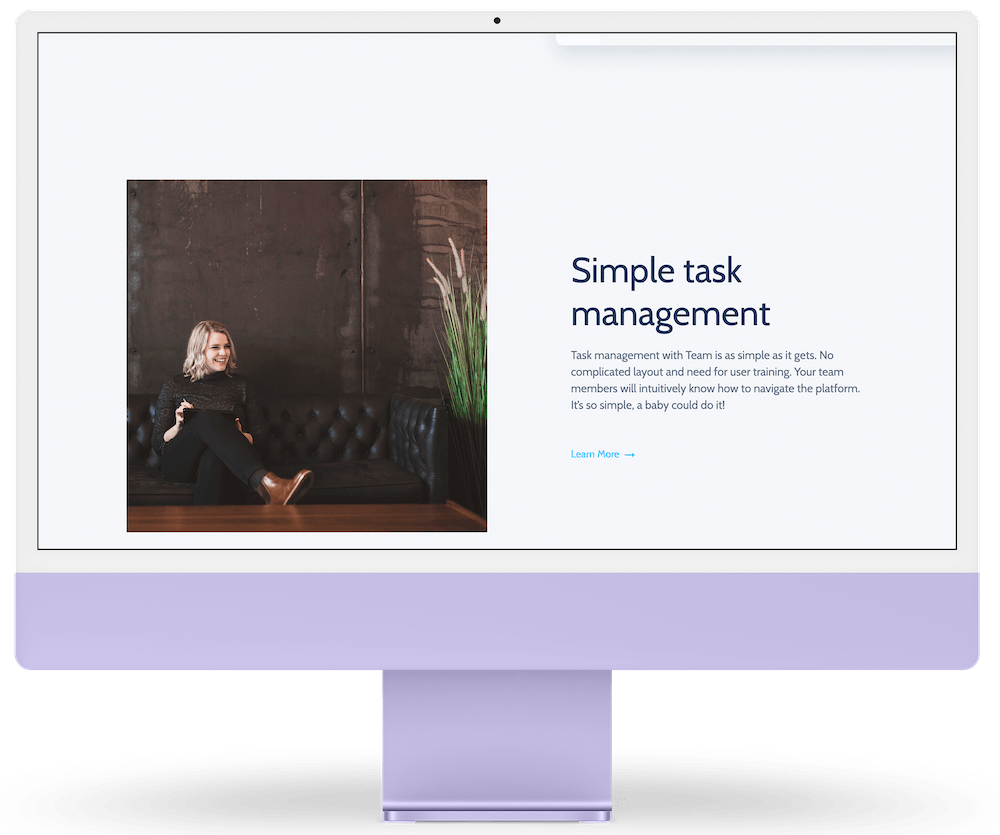 Simple task
management
Task management with Team is as simple as it gets. No
complicated layout and need for user training. Your team
members will intuitively know how to navigate the platform.
It's so simple, a baby could do it!
Learn More →